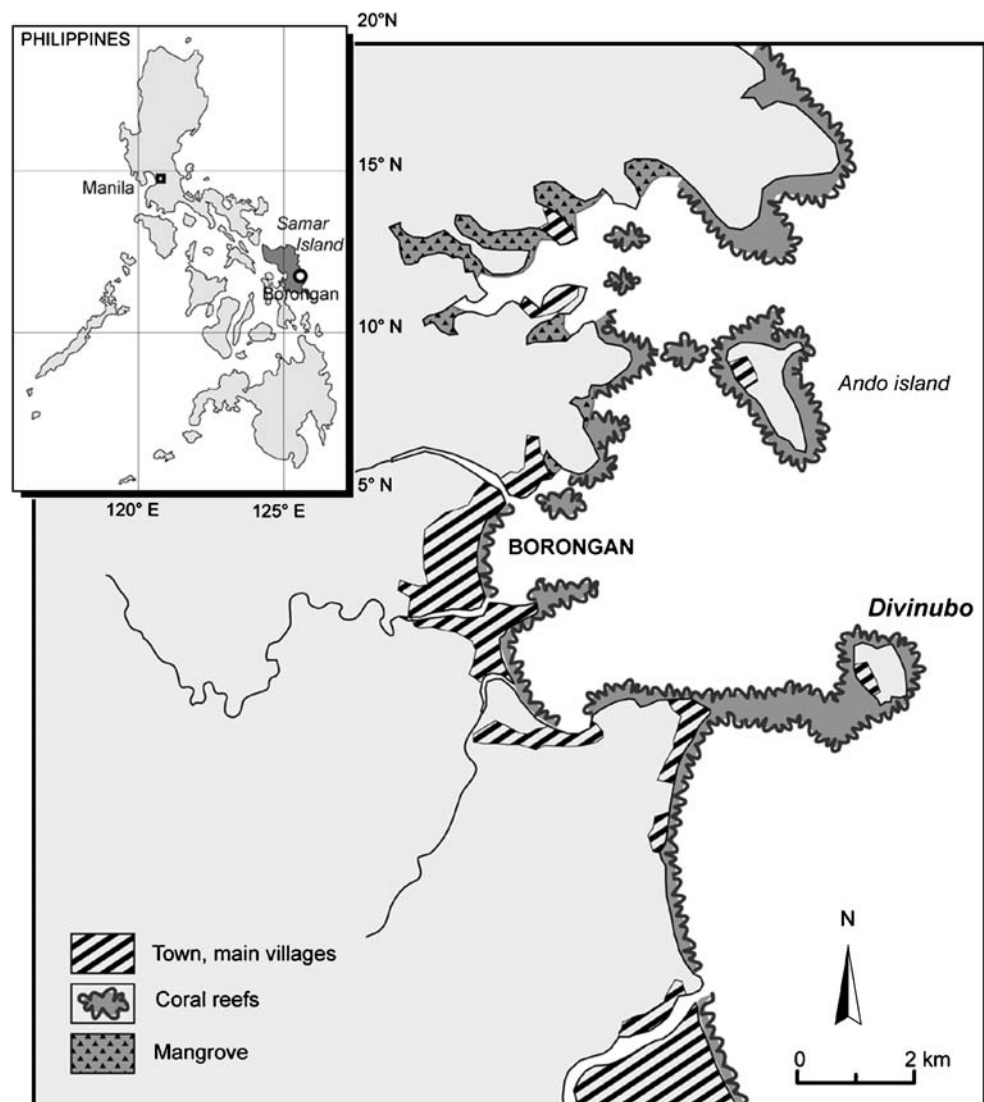 PHILIPPINES
20°N
15° N
10° N
5° N
120° E
125° E
Manila
Samar
Island
Borongan
Ando island
BORONGAN
Divinubo
Town, main villages
Coral reefs
Mangrove
N
0 2 km